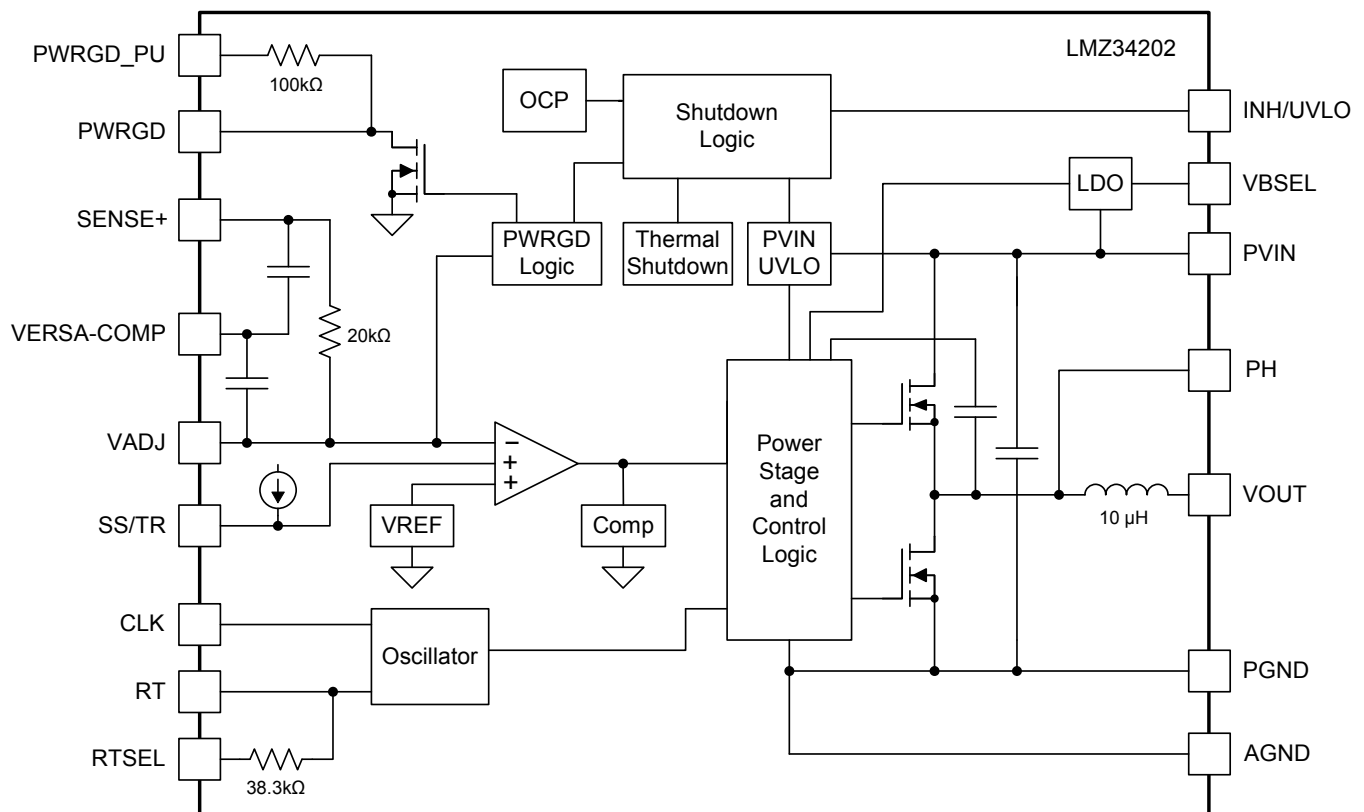 LMZ34202
PWRGD_PU
100kΩ
OCP
Shutdown
Logic
INH/UVLO
PWRGD
LDO
VBSEL
SENSE+
PWRGD
Logic
Thermal
Shutdown
PVIN
UVLO
PVIN
VERSA-COMP
20kΩ
PH
VADJ
−
+
+
Power
Stage
and
Control
Logic
VOUT
10 µH
SS/TR
VREF
Comp
CLK
Oscillator
RT
PGND
RTSEL
38.3kΩ
AGND